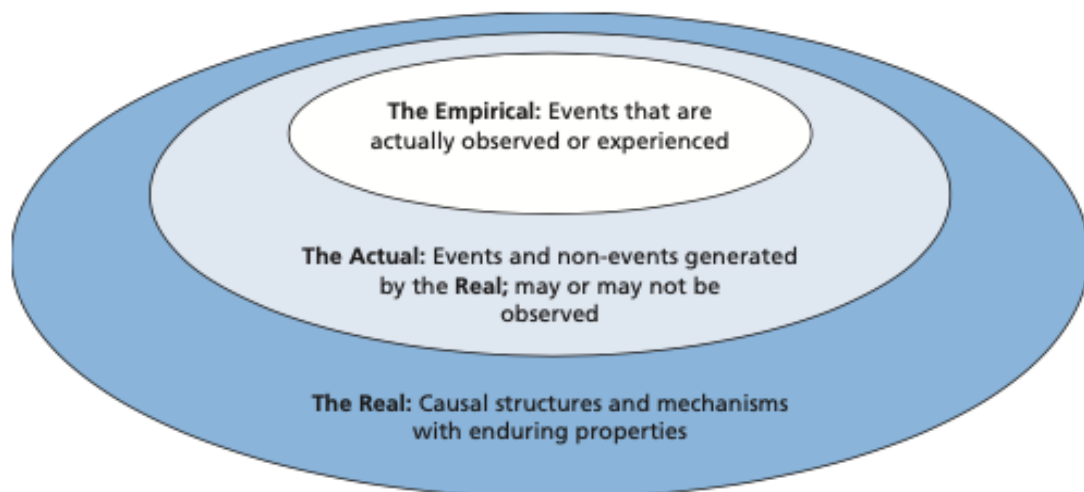 The Empirical: Events that are
actually observed or experienced
The Actual: Events and non-events generated
by the Real; may or may not be
observed
The Real: Causal structures and mechanisms
with enduring properties